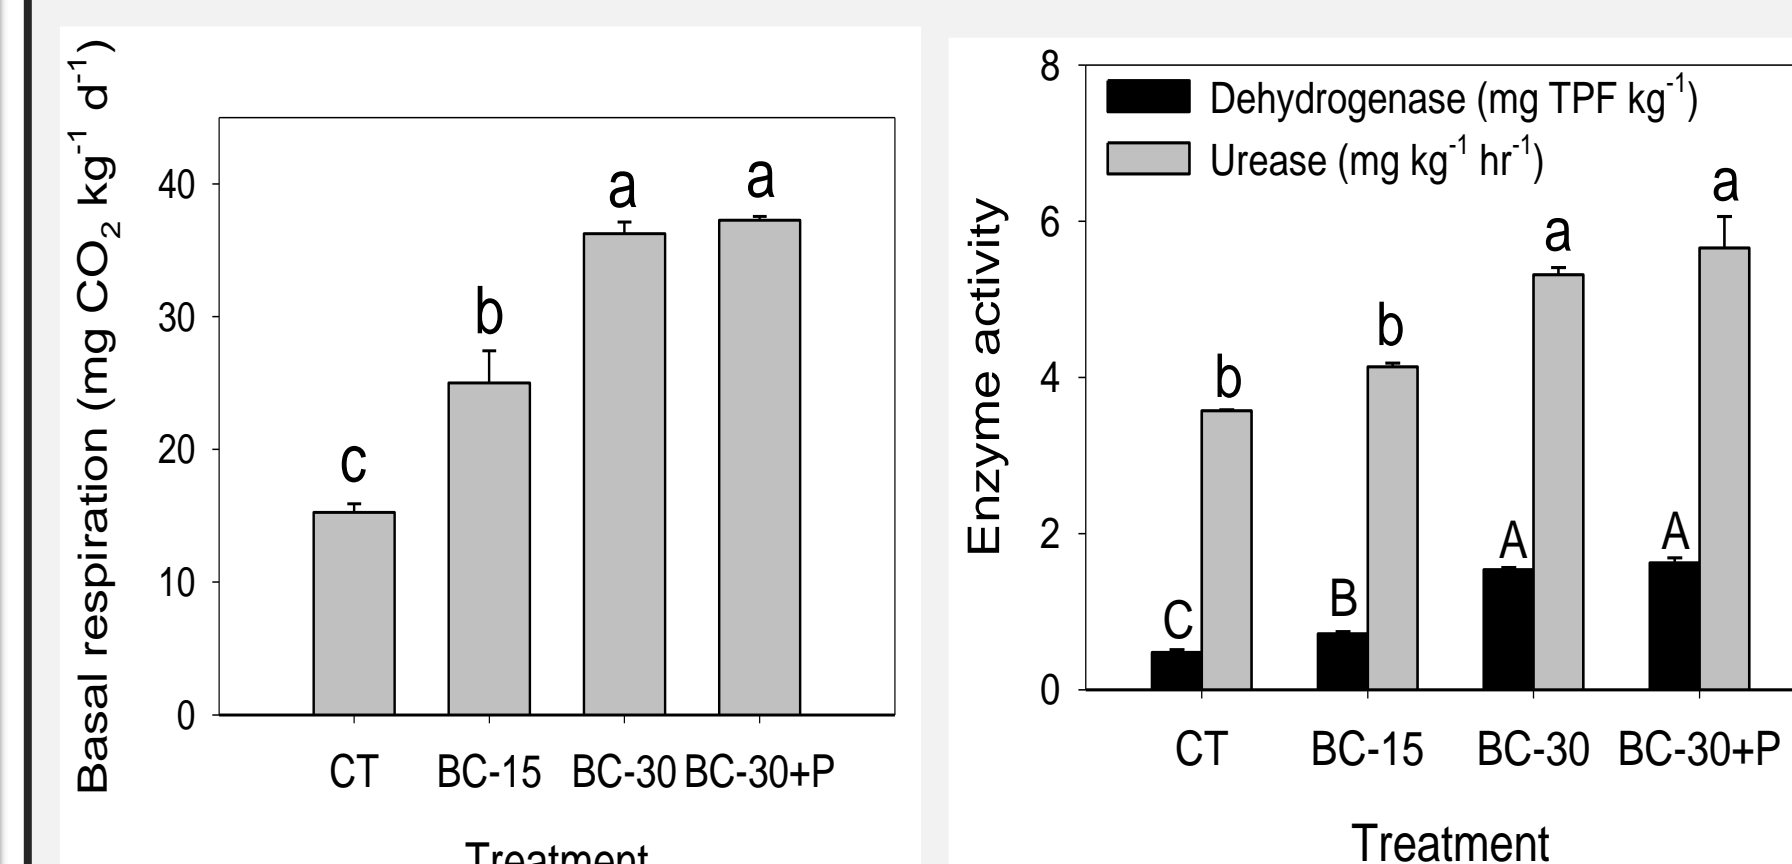 Basal respiration (mg CO₂ kg⁻¹ d⁻¹)
40
30
20
10
0
c
b
a
a
CT BC-15 BC-30 BC-30+P
Treatment
Enzyme activity
8
6
4
2
0
Dehydrogenase (mg TPF kg⁻¹)
Urease (mg kg⁻¹ hr⁻¹)
C
b
B
b
A
a
A
a
CT BC-15 BC-30 BC-30+P
Treatment